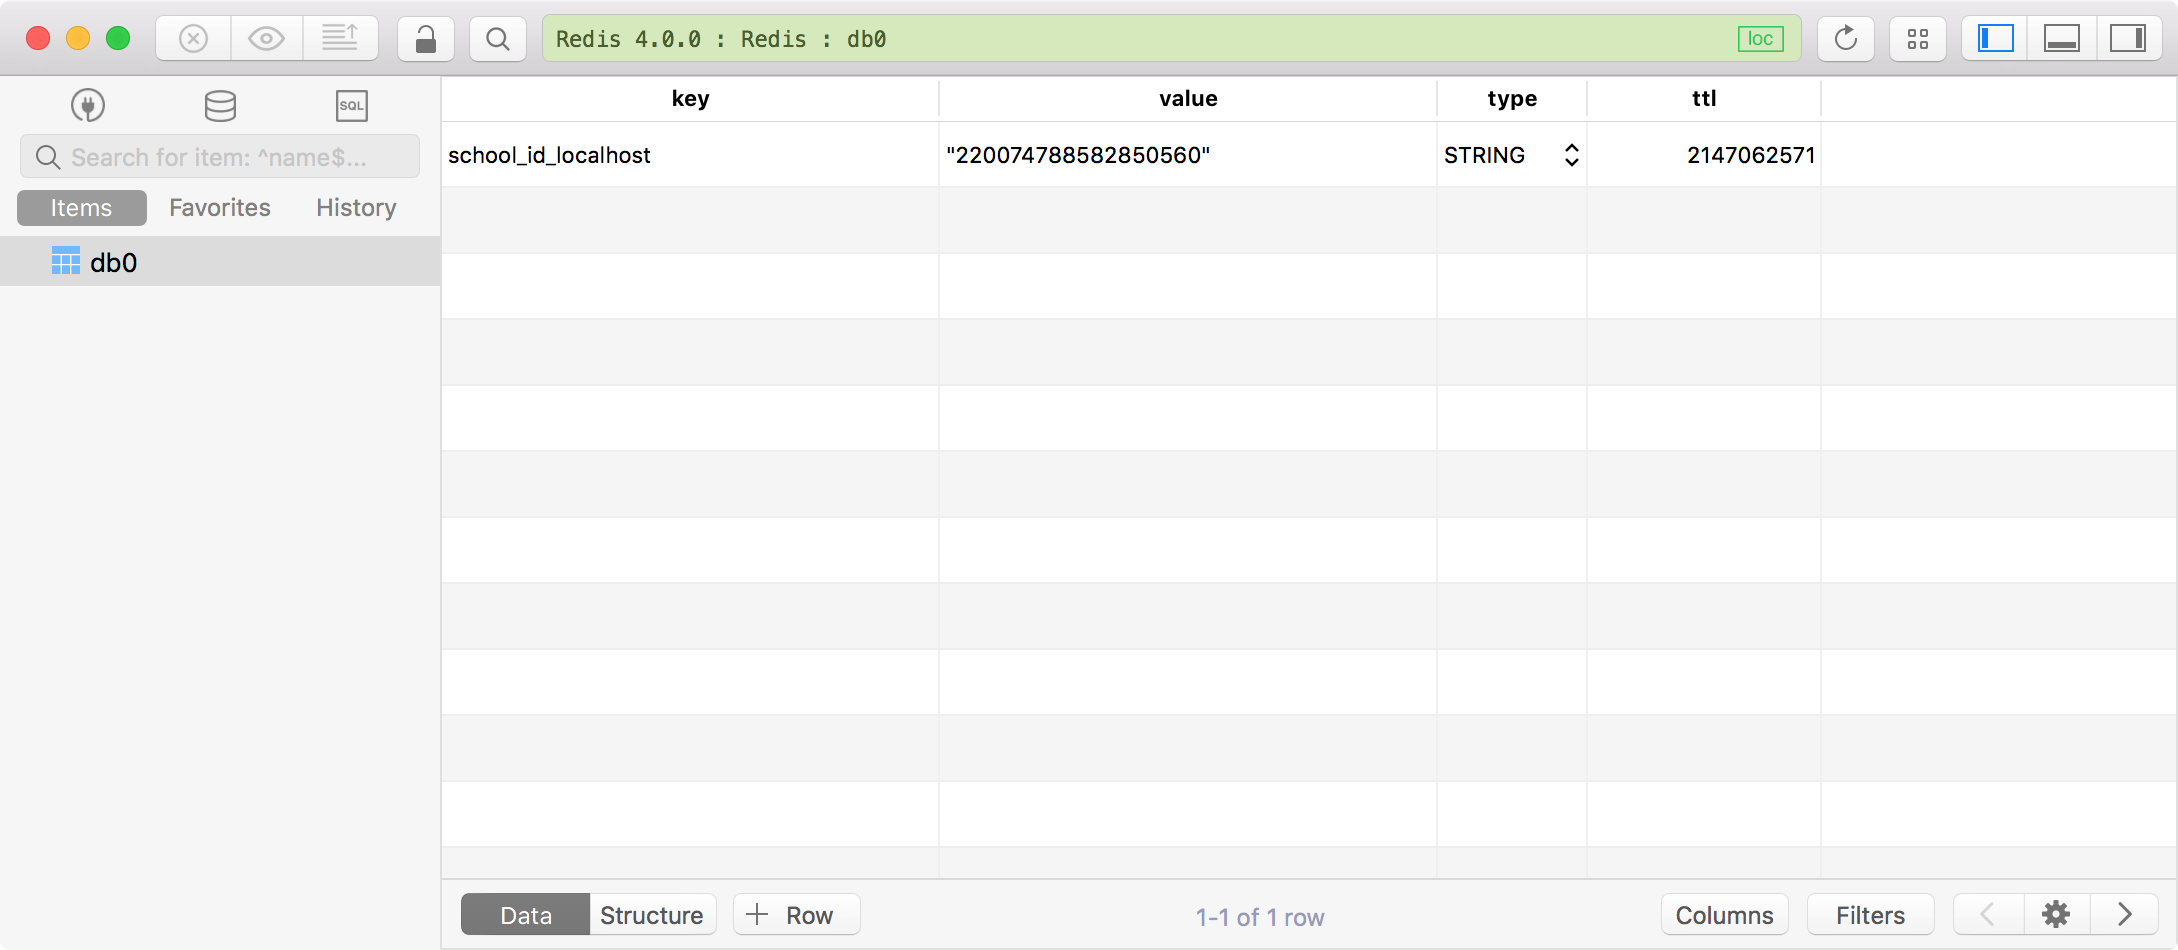 Redis 4.0.0 : Redis : db0
loc
SQL
Search for item: ^name$...
Items Favorites History
db0
key value type ttl
school_id_localhost "220074788582850560" STRING 2147062571
Data Structure Row
1-1 of 1 row
Columns Filters